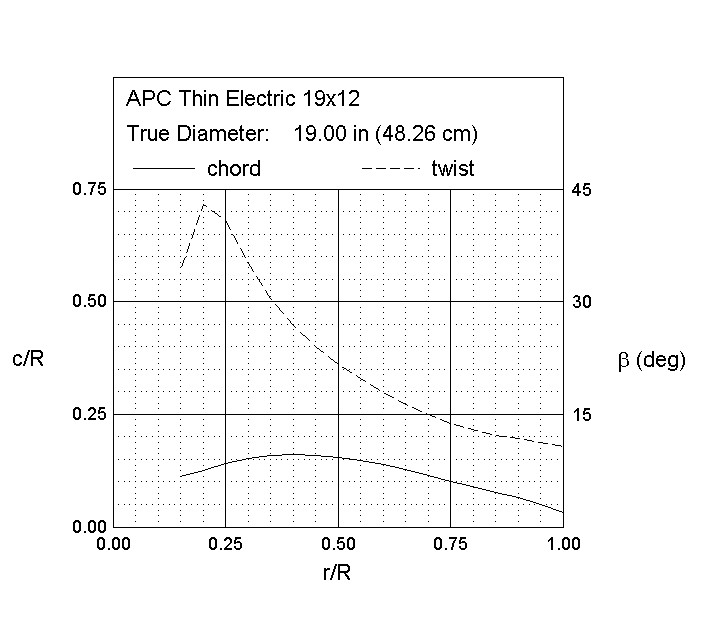 APC Thin Electric 19x12
True Diameter: 19.00 in (48.26 cm)
chord twist
0.75 45
0.50 30
c/R β (deg)
0.25 15
0.00
0.00 0.25 0.50 0.75 1.00
r/R